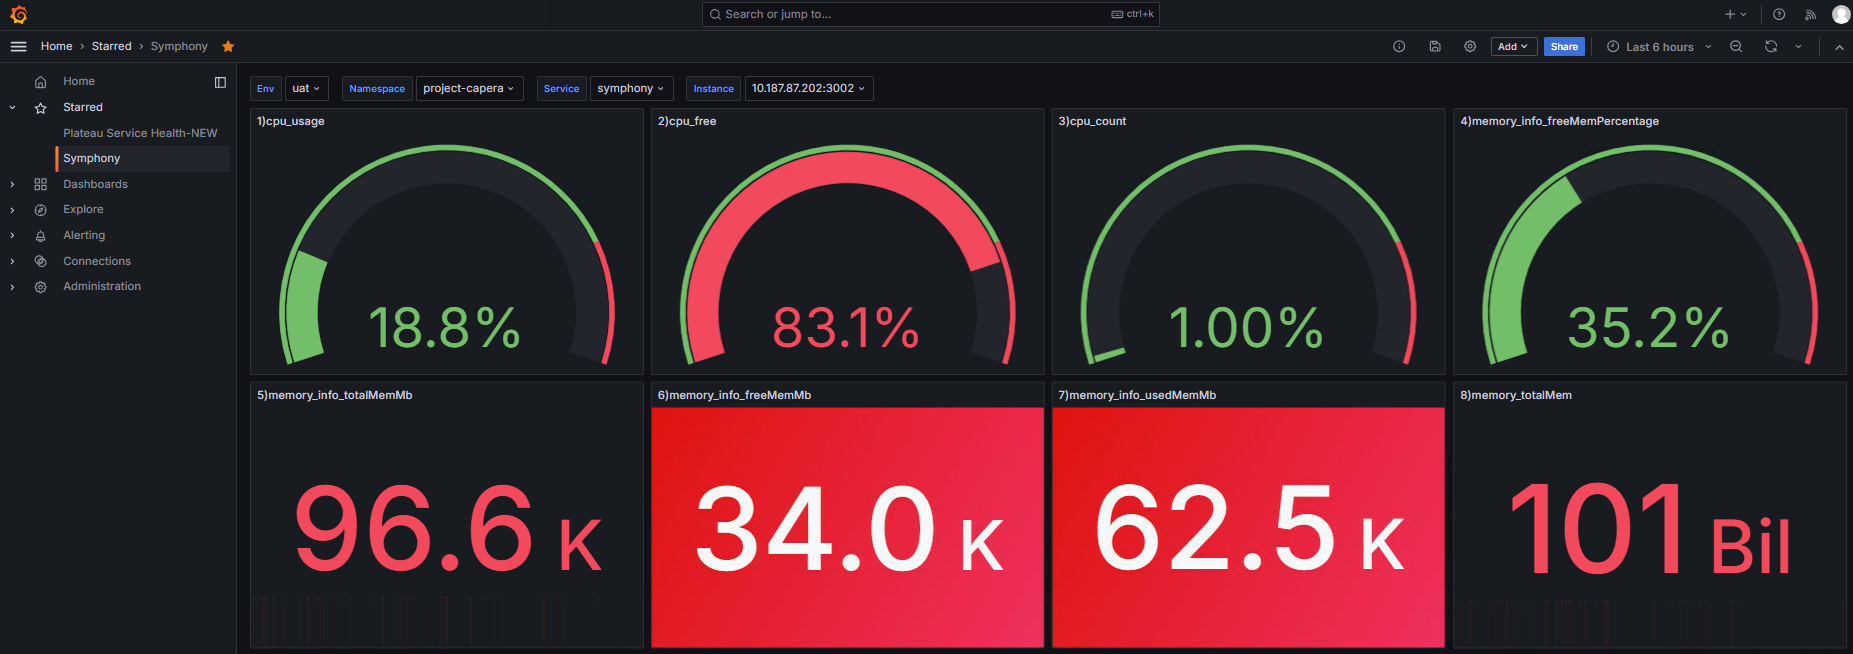 Search or jump to... ctrl+k
Home › Starred › Symphony
Add Share Last 6 hours
Home
Starred
Plateau Service Health-NEW
Symphony
Dashboards
Explore
Alerting
Connections
Administration
Env uat Namespace project-capera Service symphony Instance 10.187.87.202:3002
1)cpu_usage
18.8%
2)cpu_free
83.1%
3)cpu_count
1.00%
4)memory_info_freeMemPercentage
35.2%
5)memory_info_totalMemMb
96.6 K
6)memory_info_freeMemMb
34.0 K
7)memory_info_usedMemMb
62.5 K
8)memory_totalMem
101 Bil